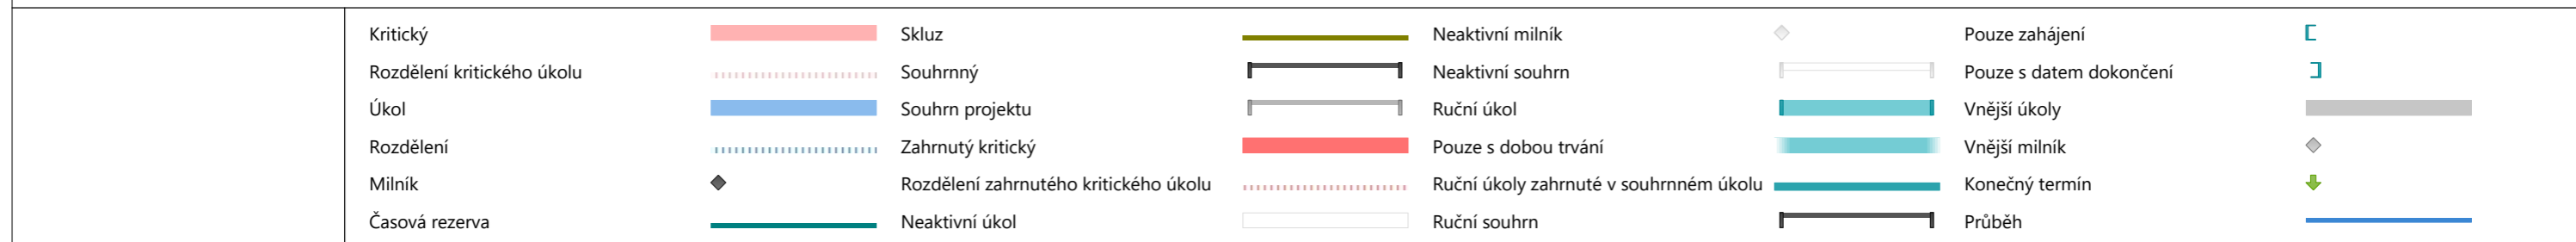 Kritický
Rozdělení kritického úkolu
Úkol
Rozdělení
Milník
Časová rezerva
Skluz
Souhrnný
Souhrn projektu
Zahrnutý kritický
Rozdělení zahrnutého kritického úkolu
Neaktivní úkol
Neaktivní milník
Neaktivní souhrn
Ruční úkol
Pouze s dobou trvání
Ruční úkoly zahrnuté v souhrnném úkolu
Ruční souhrn
Pouze zahájení
Pouze s datem dokončení
Vnější úkoly
Vnější milník
Konečný termín
Průběh